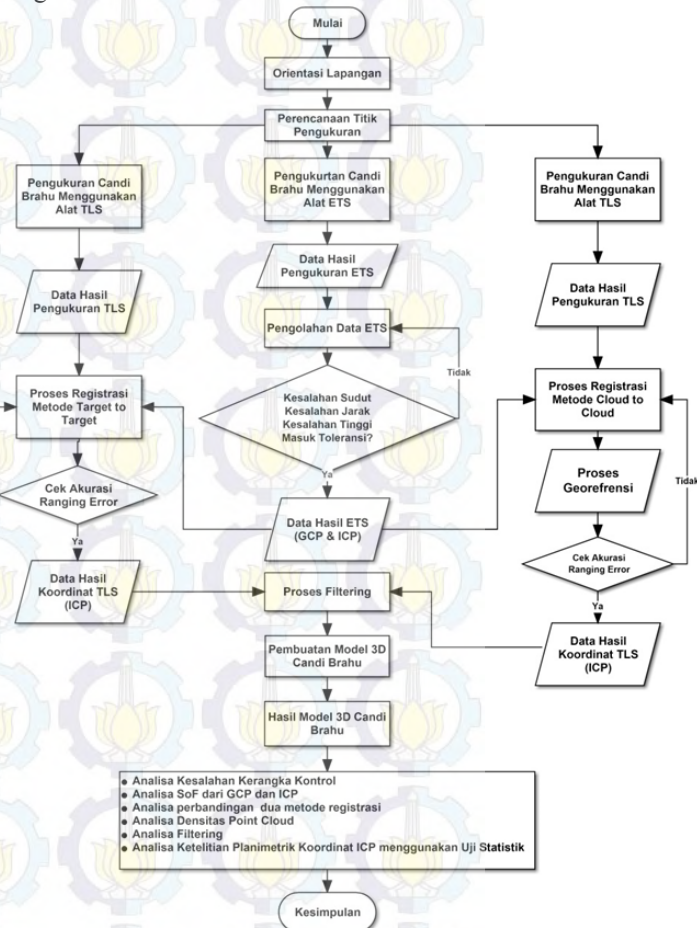 Mulai
Orientasi Lapangan
Perencanaan Titik
Pengukuran
Pengukuran Candi
Brahu Menggunakan
Alat TLS
Data Hasil
Pengukuran TLS
Proses Registrasi
Metode Target to
Target
Cek Akurasi
Ranging Error
Ya
Data Hasil
Koordinat TLS
(ICP)
Pengukurtan Candi
Brahu Menggunakan
Alat ETS
Data Hasil
Pengukuran ETS
Pengolahan Data ETS
Tidak
Kesalahan Sudut
Kesalahan Jarak
Kesalahan Tinggi
Masuk Toleransi?
Ya
Data Hasil ETS
(GCP & ICP)
Pengukuran Candi
Brahu Menggunakan
Alat TLS
Data Hasil
Pengukuran TLS
Proses Registrasi
Metode Cloud to
Cloud
Proses
Georefrensi
Tidak
Cek Akurasi
Ranging Error
Ya
Data Hasil
Koordinat TLS
(ICP)
Proses Filtering
Pembuatan Model 3D
Candi Brahu
Hasil Model 3D Candi
Brahu
● Analisa Kesalahan Kerangka Kontrol
● Analisa SoF dari GCP dan ICP
● Analisa perbandingan dua metode registrasi
● Analisa Densitas Point Cloud
● Analisa Filtering
● Analisa Ketelitian Planimetrik Koordinat ICP menggunakan Uji Statistik
Kesimpulan